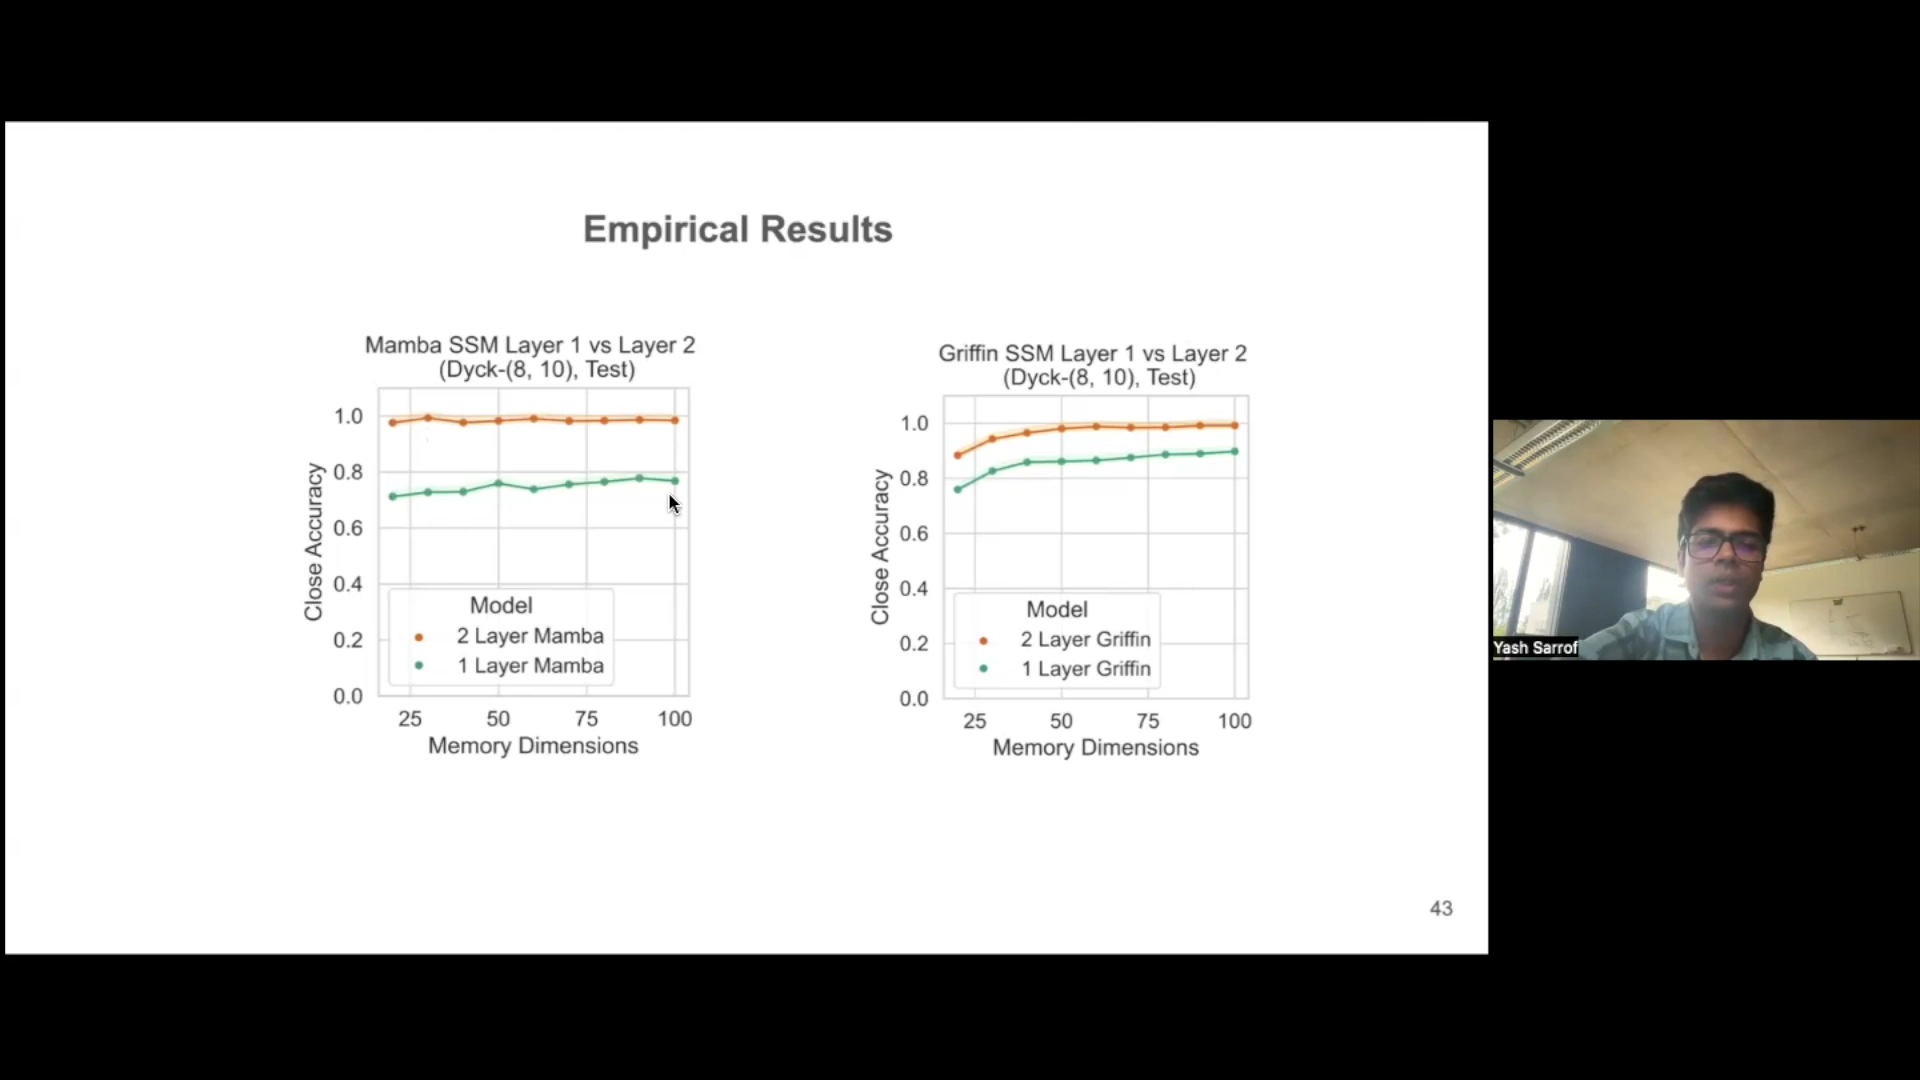 Empirical Results
Mamba SSM Layer 1 vs Layer 2
(Dyck-(8, 10), Test)
Close Accuracy
1.0
0.8
0.6
0.4
0.2
0.0
Model
2 Layer Mamba
1 Layer Mamba
25 50 75 100
Memory Dimensions
Griffin SSM Layer 1 vs Layer 2
(Dyck-(8, 10), Test)
Close Accuracy
1.0
0.8
0.6
0.4
0.2
0.0
Model
2 Layer Griffin
1 Layer Griffin
25 50 75 100
Memory Dimensions
43
Yash Sarrof